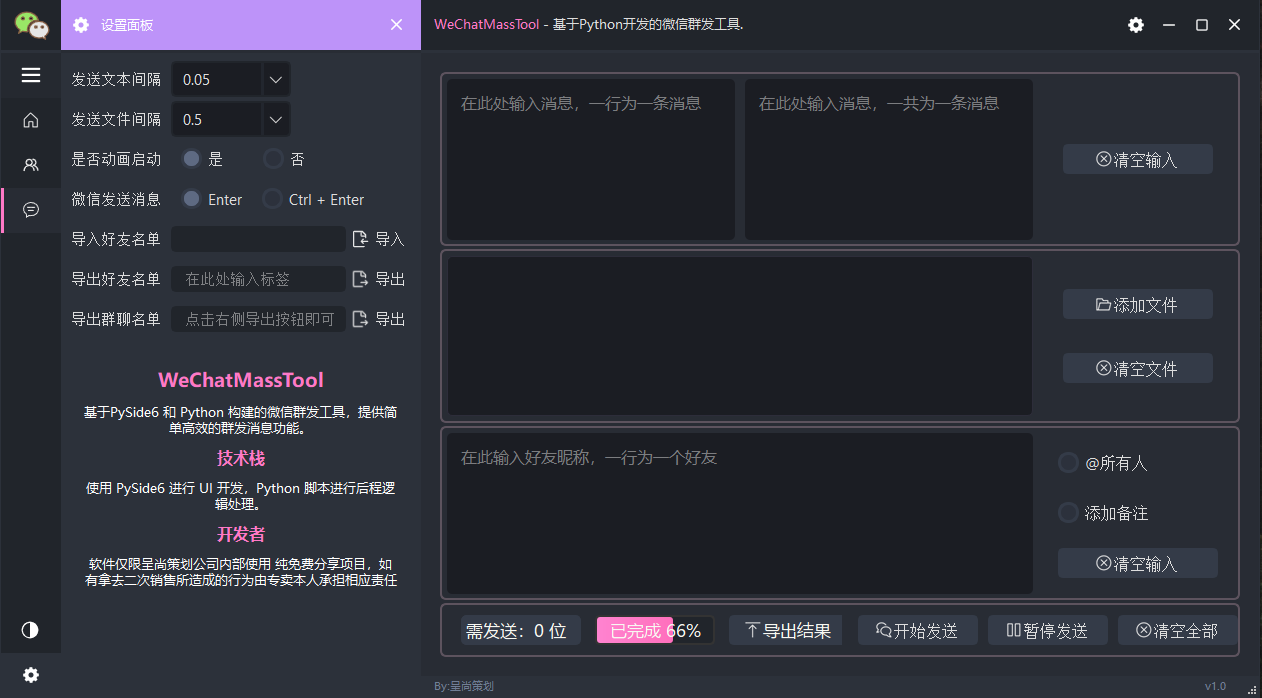 设置面板
发送文本间隔 0.05
发送文件间隔 0.5
是否动画启动 是 否
微信发送消息 Enter Ctrl + Enter
导入好友名单 导入
导出好友名单 在此处输入标签 导出
导出群聊名单 点击右侧导出按钮即可 导出
WeChatMassTool
基于PySide6 和 Python 构建的微信群发工具，提供简
单高效的群发消息功能。
技术栈
使用 PySide6 进行 UI 开发，Python 脚本进行后程逻
辑处理。
开发者
软件仅限呈尚策划公司内部使用 纯免费分享项目，如
有拿去二次销售所造成的行为由专卖本人承担相应责任
WeChatMassTool - 基于Python开发的微信群发工具.
在此处输入消息，一行为一条消息
在此处输入消息，一共为一条消息
清空输入
添加文件
清空文件
在此输入好友昵称，一行为一个好友
@所有人
添加备注
清空输入
需发送：0 位 已完成 66% 导出结果 开始发送 暂停发送 清空全部
By:呈尚策划 v1.0